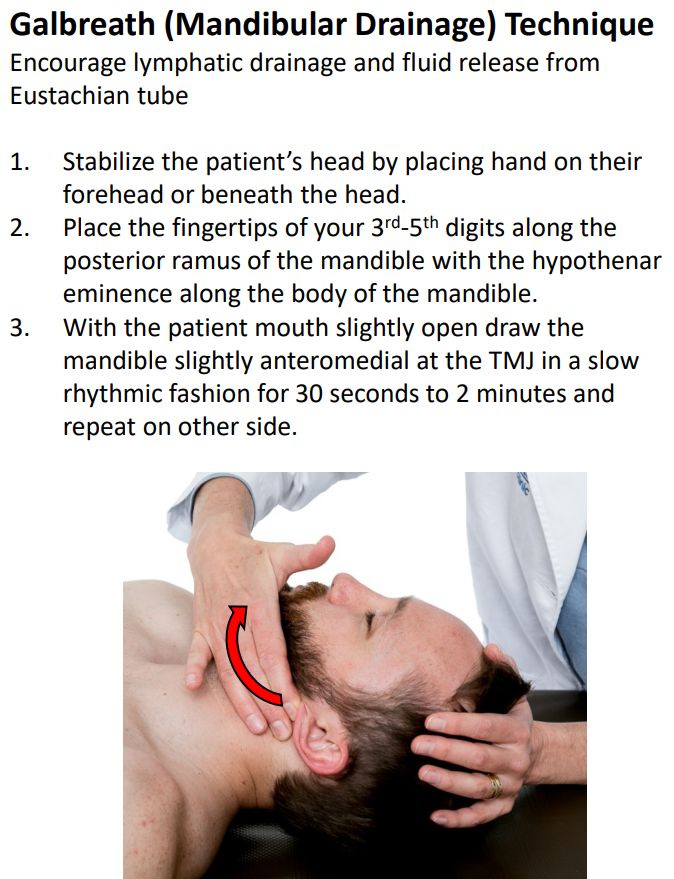 Galbreath (Mandibular Drainage) Technique
Encourage lymphatic drainage and fluid release from
Eustachian tube
1. Stabilize the patient’s head by placing hand on their
forehead or beneath the head.
2. Place the fingertips of your 3rd-5th digits along the
posterior ramus of the mandible with the hypothenar
eminence along the body of the mandible.
3. With the patient mouth slightly open draw the
mandible slightly anteromedial at the TMJ in a slow
rhythmic fashion for 30 seconds to 2 minutes and
repeat on other side.